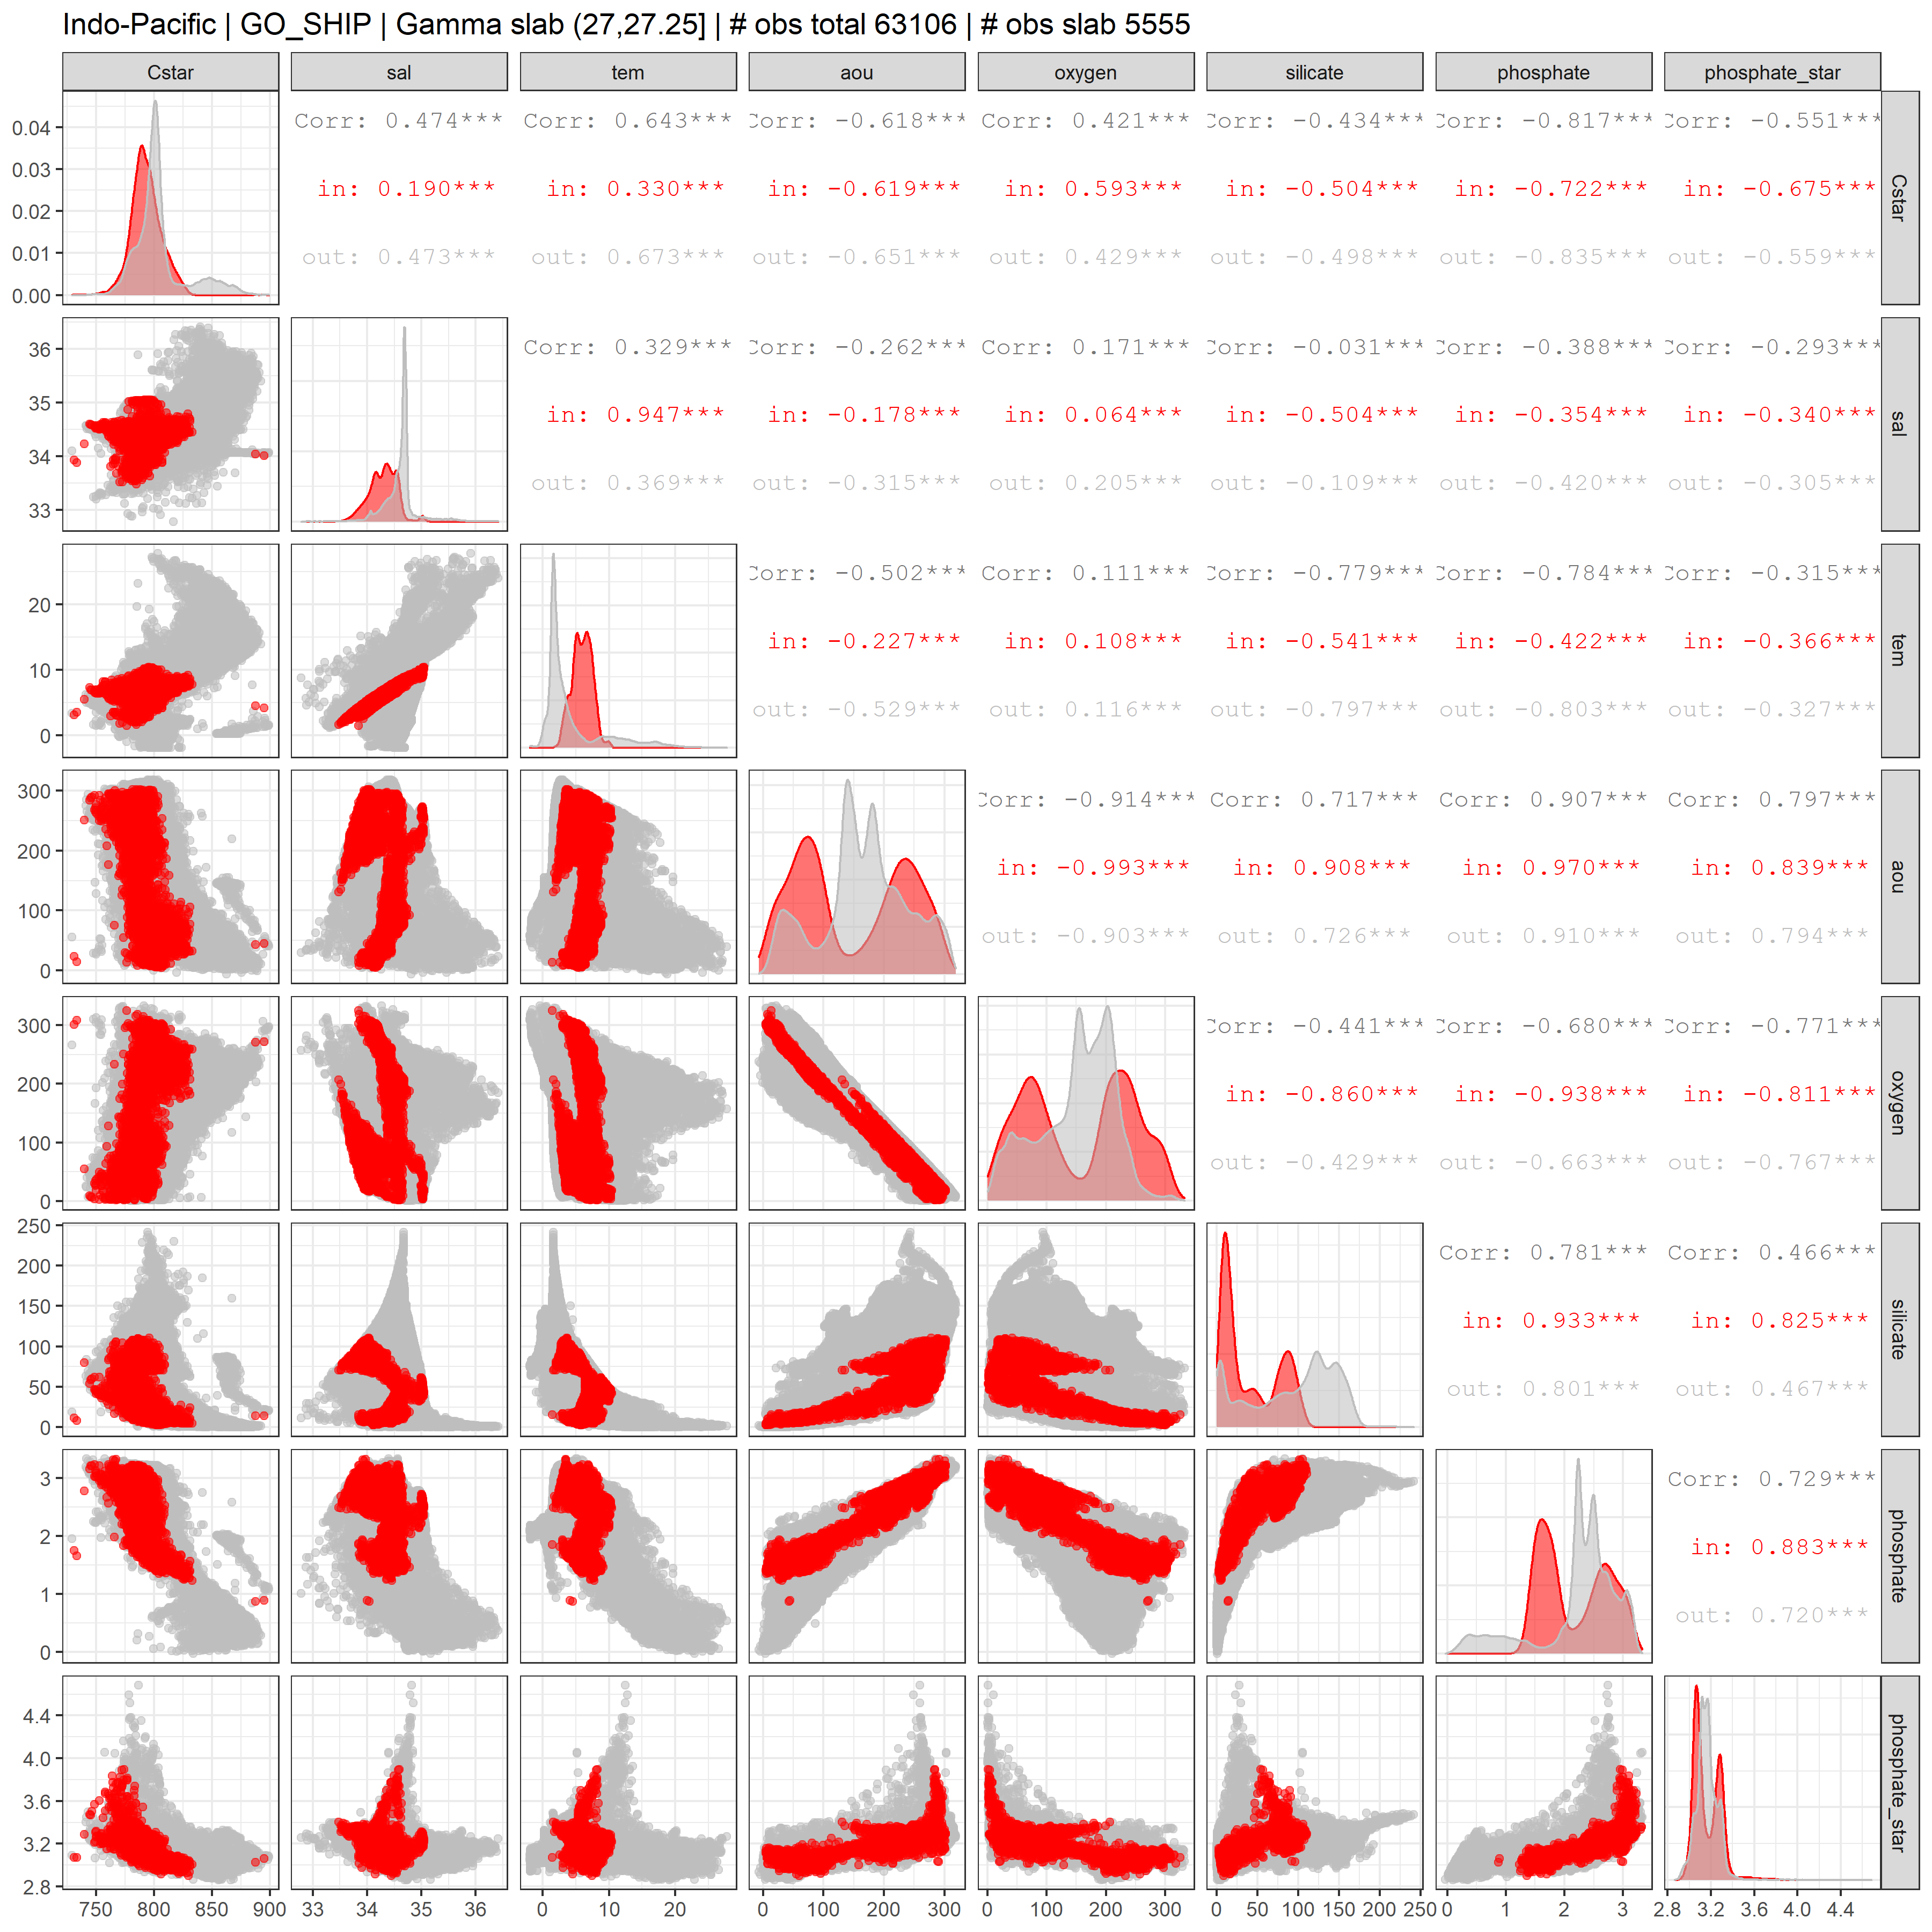 Indo-Pacific | GO_SHIP | Gamma slab (27,27.25] | # obs total 63106 | # obs slab 5555
Cstar sal tem aou oxygen silicate phosphate phosphate_star
0.04
0.03
0.02
0.01
0.00
Corr: 0.474*** Corr: 0.643*** Corr: -0.618*** Corr: 0.421*** Corr: -0.434*** Corr: -0.817*** Corr: -0.551***
in: 0.190*** in: 0.330*** in: -0.619*** in: 0.593*** in: -0.504*** in: -0.722*** in: -0.675***
out: 0.473*** out: 0.673*** out: -0.651*** out: 0.429*** out: -0.498*** out: -0.835*** out: -0.559***
Cstar
36
35
34
33
Corr: 0.329*** Corr: -0.262*** Corr: 0.171*** Corr: -0.031*** Corr: -0.388*** Corr: -0.293***
in: 0.947*** in: -0.178*** in: 0.064*** in: -0.504*** in: -0.354*** in: -0.340***
out: 0.369*** out: -0.315*** out: 0.205*** out: -0.109*** out: -0.420*** out: -0.305***
sal
20
10
0
Corr: -0.502*** Corr: 0.111*** Corr: -0.779*** Corr: -0.784*** Corr: -0.315***
in: -0.227*** in: 0.108*** in: -0.541*** in: -0.422*** in: -0.366***
out: -0.529*** out: 0.116*** out: -0.797*** out: -0.803*** out: -0.327***
tem
300
200
100
0
Corr: -0.914*** Corr: 0.717*** Corr: 0.907*** Corr: 0.797***
in: -0.993*** in: 0.908*** in: 0.970*** in: 0.839***
out: -0.903*** out: 0.726*** out: 0.910*** out: 0.794***
aou
300
200
100
0
Corr: -0.441*** Corr: -0.680*** Corr: -0.771***
in: -0.860*** in: -0.938*** in: -0.811***
out: -0.429*** out: -0.663*** out: -0.767***
oxygen
250
200
150
100
50
0
Corr: 0.781*** Corr: 0.466***
in: 0.933*** in: 0.825***
out: 0.801*** out: 0.467***
silicate
3
2
1
0
Corr: 0.729***
in: 0.883***
out: 0.720***
phosphate
4.4
4.0
3.6
3.2
2.8
phosphate_star
750 800 850 900 33 34 35 36 0 10 20 0 100 200 300 0 100 200 300 0 50 100 150 200 250 0 1 2 3 2.8 3.2 3.6 4.0 4.4